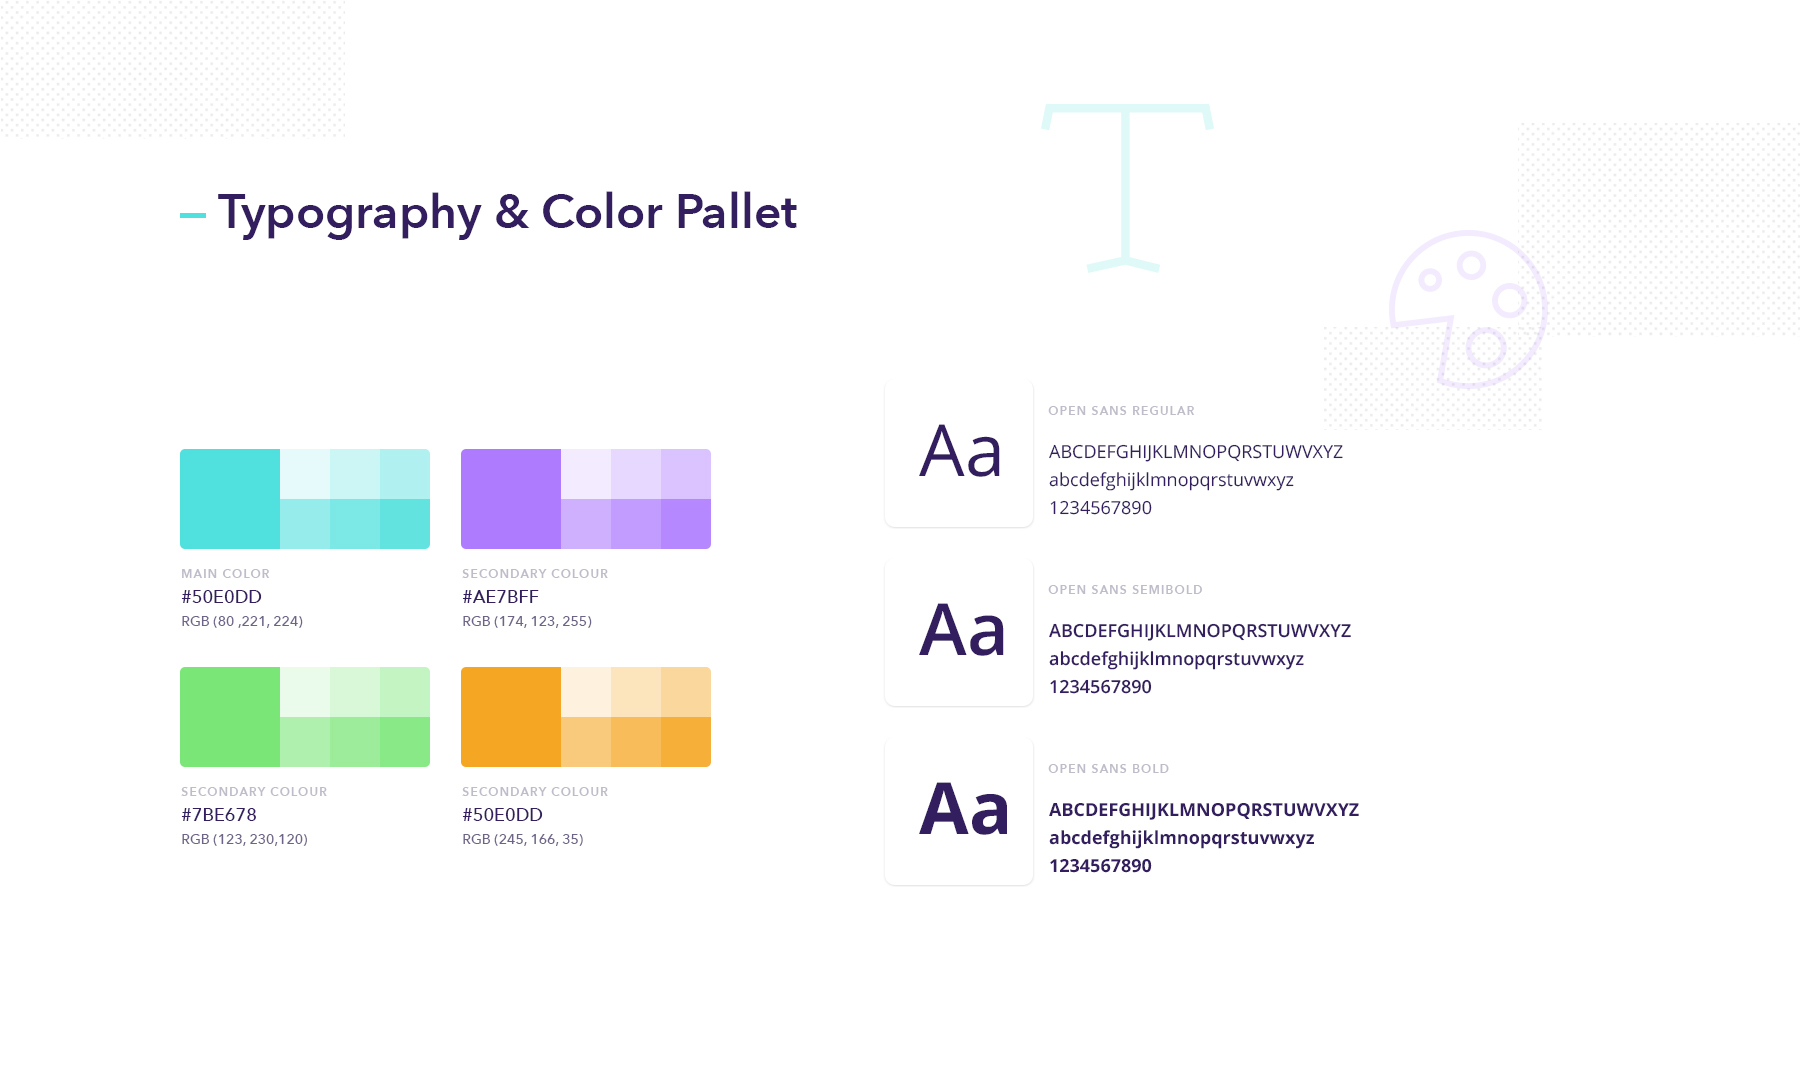 – Typography & Color Pallet
MAIN COLOR
#50E0DD
RGB (80 ,221, 224)
SECONDARY COLOUR
#AE7BFF
RGB (174, 123, 255)
SECONDARY COLOUR
#7BE678
RGB (123, 230,120)
SECONDARY COLOUR
#50E0DD
RGB (245, 166, 35)
Aa
OPEN SANS REGULAR
ABCDEFGHIJKLMNOPQRSTUWVXYZ
abcdefghijklmnopqrstuvwxyz
1234567890
Aa
OPEN SANS SEMIBOLD
ABCDEFGHIJKLMNOPQRSTUWVXYZ
abcdefghijklmnopqrstuvwxyz
1234567890
Aa
OPEN SANS BOLD
ABCDEFGHIJKLMNOPQRSTUWVXYZ
abcdefghijklmnopqrstuvwxyz
1234567890